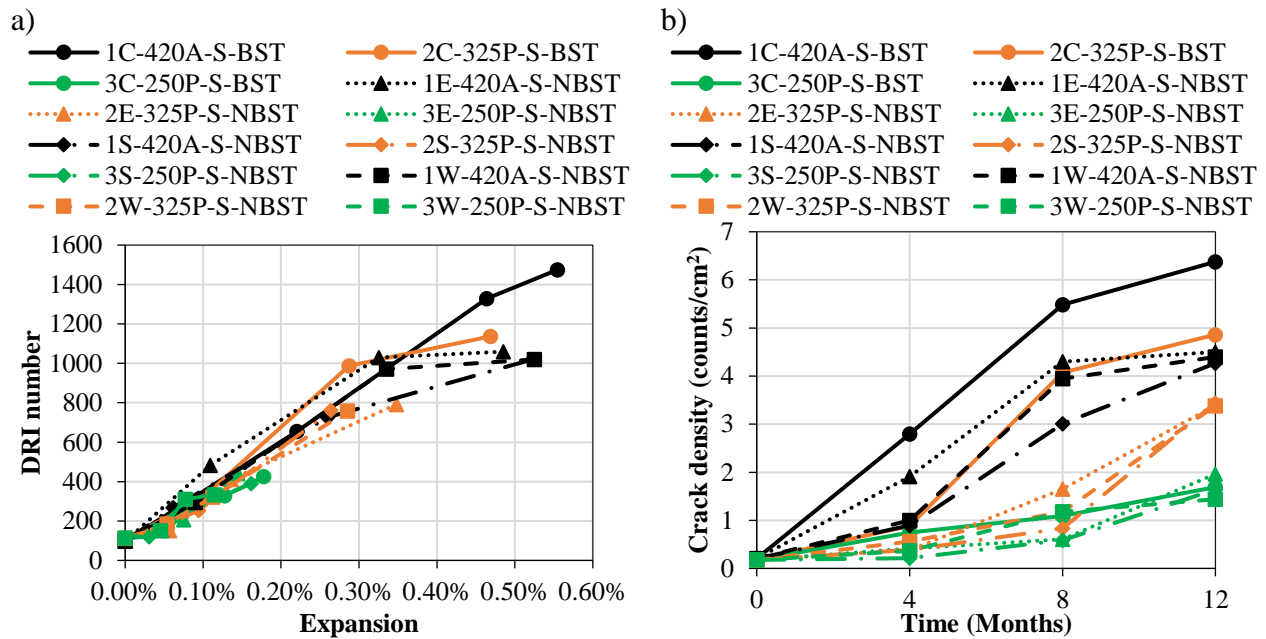 a)
1C-420A-S-BST 2C-325P-S-BST
3C-250P-S-BST 1E-420A-S-NBST
2E-325P-S-NBST 3E-250P-S-NBST
1S-420A-S-NBST 2S-325P-S-NBST
3S-250P-S-NBST 1W-420A-S-NBST
2W-325P-S-NBST 3W-250P-S-NBST
1600
1400
1200
1000
800
600
400
200
0
DRI number
0.00% 0.10% 0.20% 0.30% 0.40% 0.50% 0.60%
Expansion
b)
1C-420A-S-BST 2C-325P-S-BST
3C-250P-S-BST 1E-420A-S-NBST
2E-325P-S-NBST 3E-250P-S-NBST
1S-420A-S-NBST 2S-325P-S-NBST
3S-250P-S-NBST 1W-420A-S-NBST
2W-325P-S-NBST 3W-250P-S-NBST
7
6
5
4
3
2
1
0
Crack density (counts/cm²)
0 4 8 12
Time (Months)